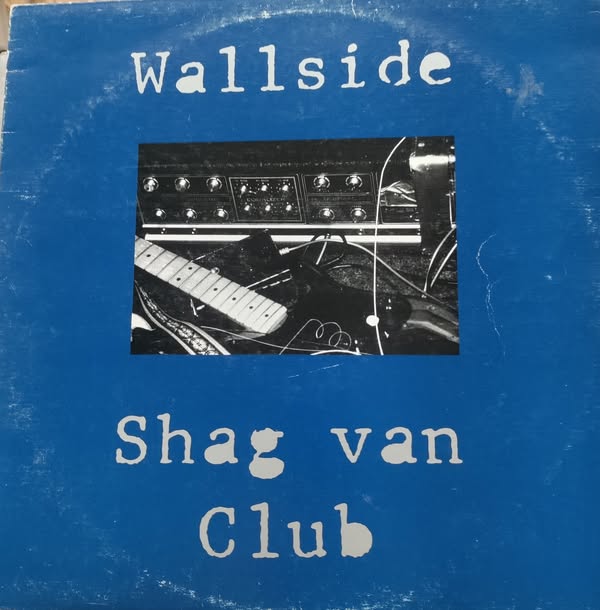 Wallside
Shag van
Club